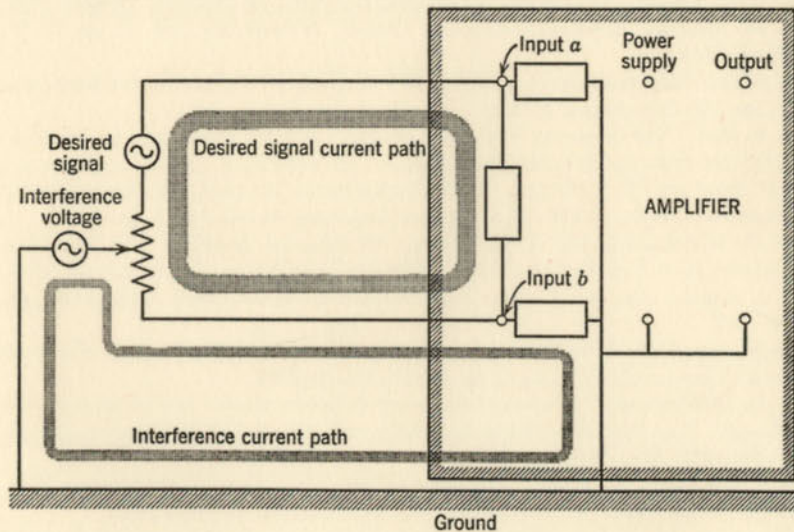 Input a
Power
supply
Output
Desired
signal
Desired signal current path
Interference
voltage
AMPLIFIER
Input b
Interference current path
Ground